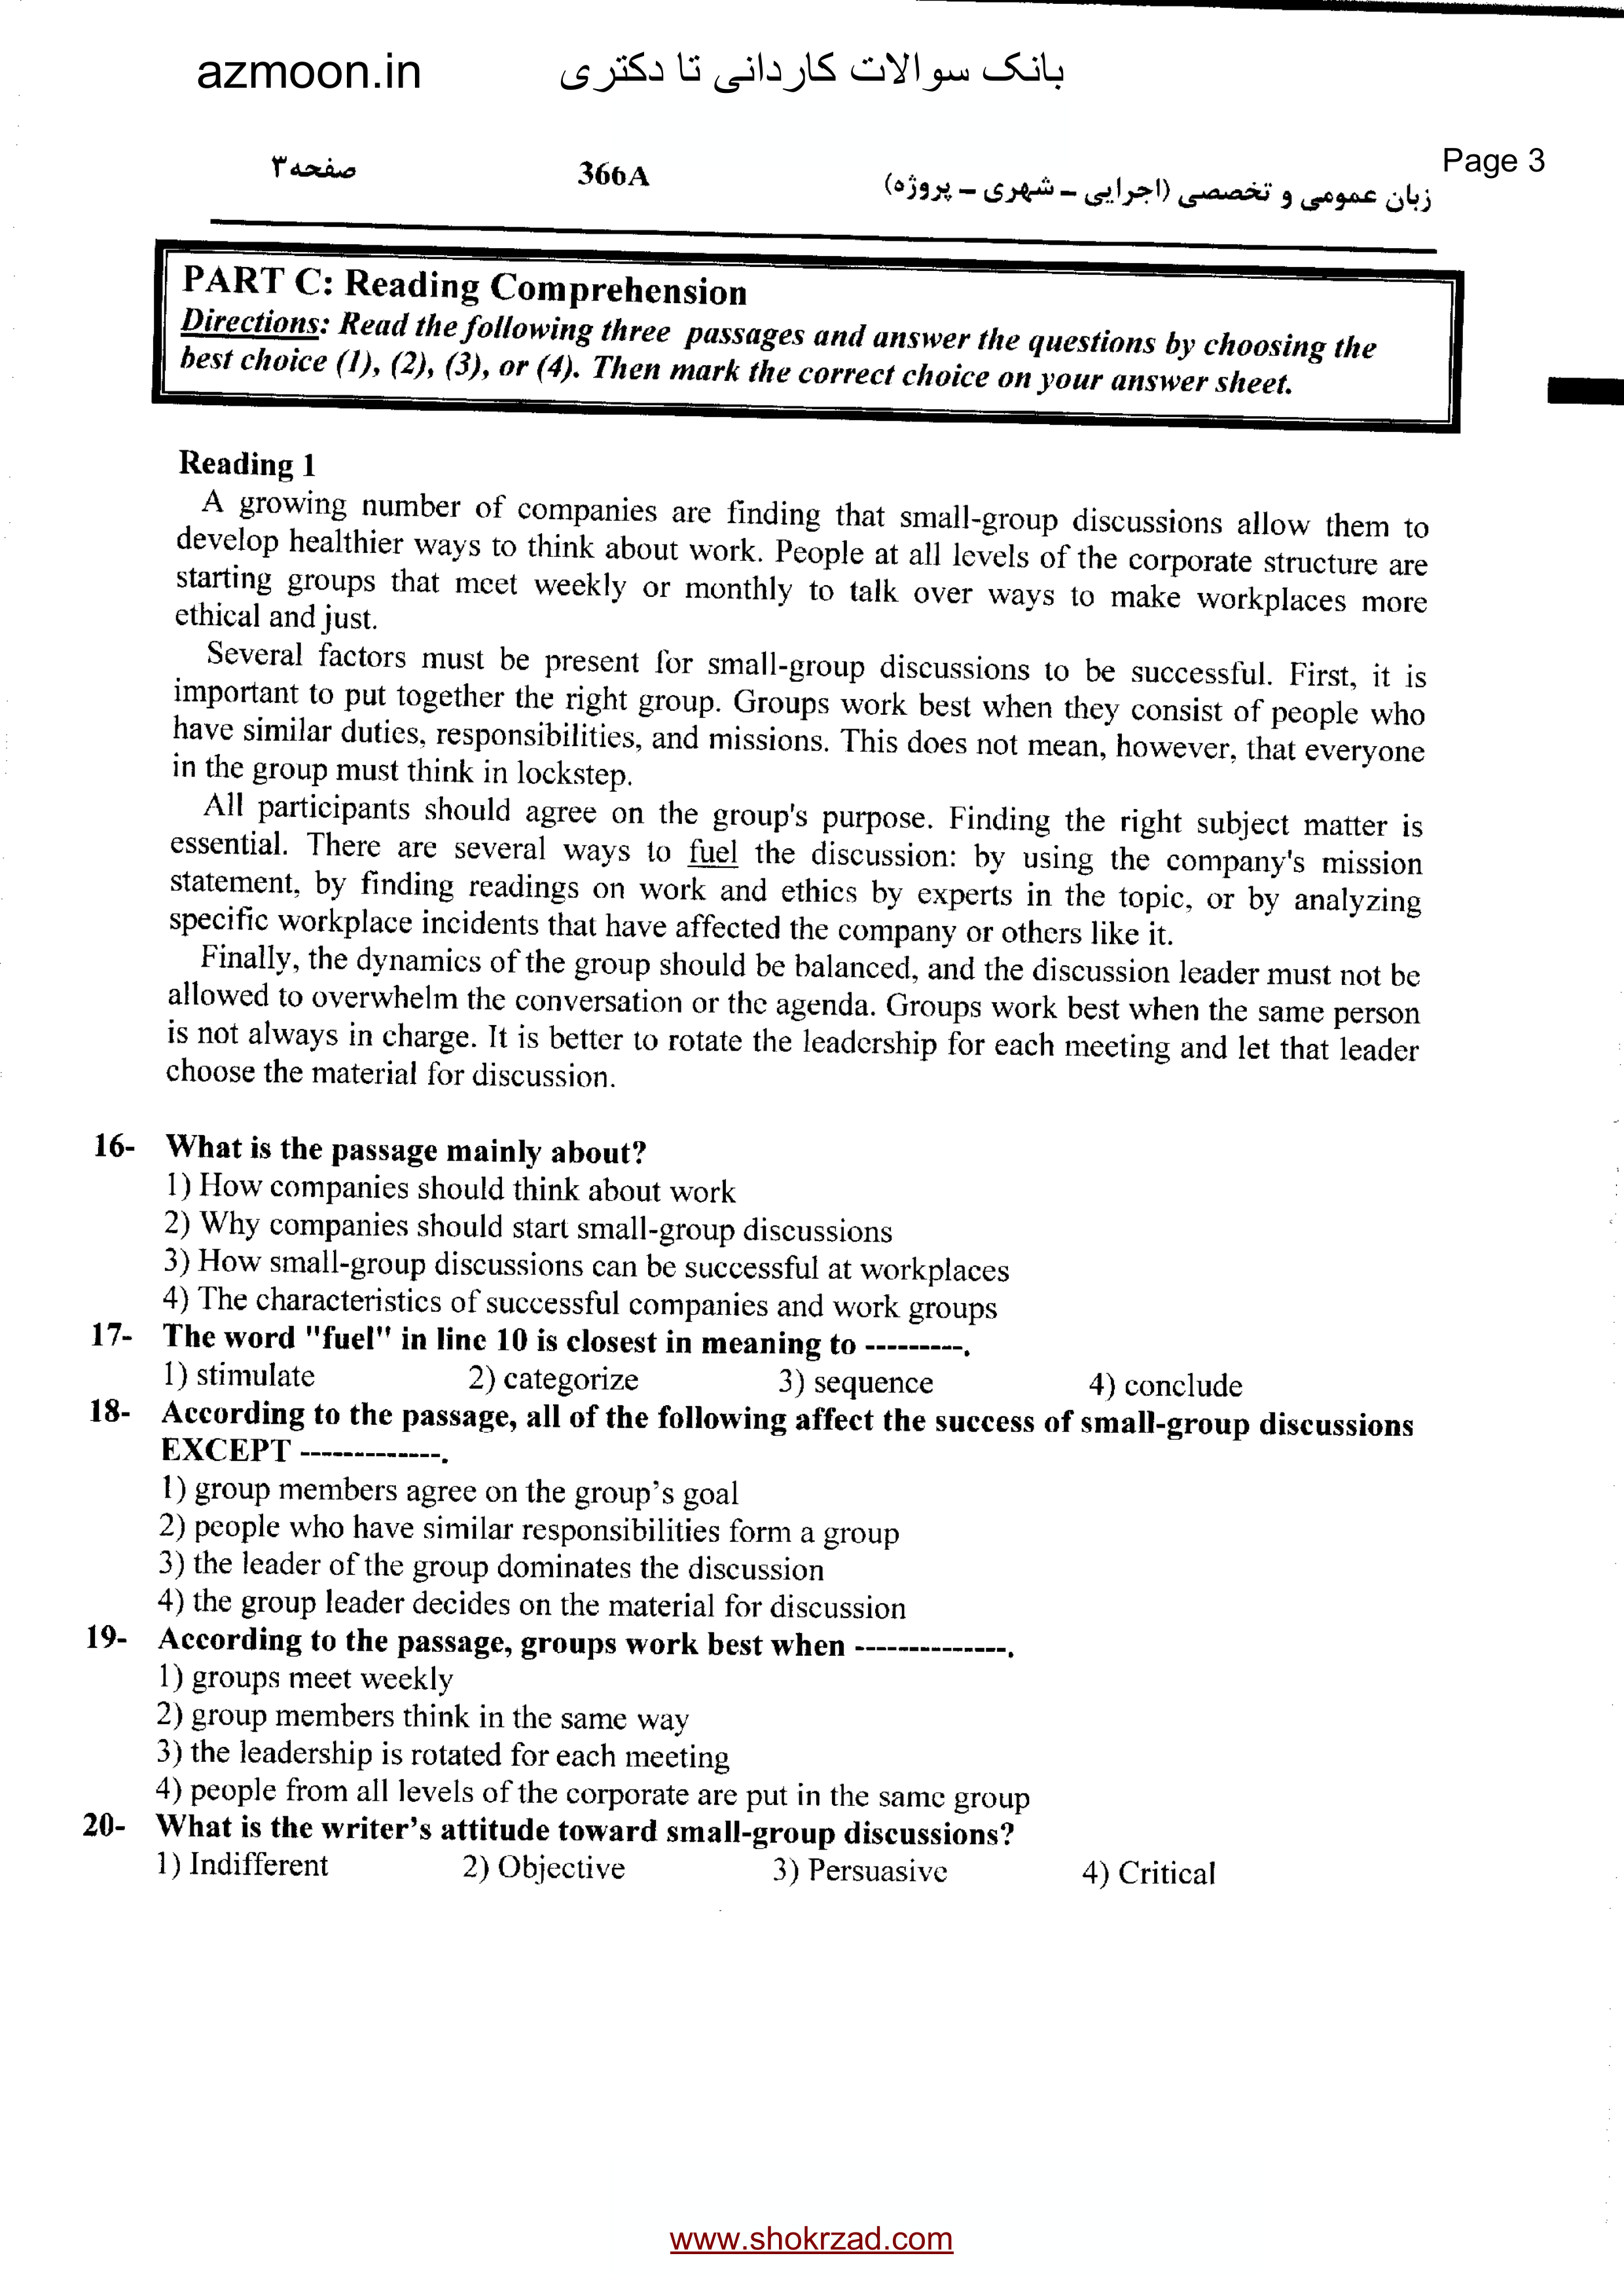 azmoon.in بانک سوالات کاردانی تا دکتری
Page 3
زبان عمومی و تخصصی (اجرایی – شهری – پروژه) 366A صفحه ۳
PART C: Reading Comprehension
Directions: Read the following three passages and answer the questions by choosing the
best choice (1), (2), (3), or (4). Then mark the correct choice on your answer sheet.
Reading 1
A growing number of companies are finding that small-group discussions allow them to
develop healthier ways to think about work. People at all levels of the corporate structure are
starting groups that meet weekly or monthly to talk over ways to make workplaces more
ethical and just.
Several factors must be present for small-group discussions to be successful. First, it is
important to put together the right group. Groups work best when they consist of people who
have similar duties, responsibilities, and missions. This does not mean, however, that everyone
in the group must think in lockstep.
All participants should agree on the group's purpose. Finding the right subject matter is
essential. There are several ways to fuel the discussion: by using the company's mission
statement, by finding readings on work and ethics by experts in the topic, or by analyzing
specific workplace incidents that have affected the company or others like it.
Finally, the dynamics of the group should be balanced, and the discussion leader must not be
allowed to overwhelm the conversation or the agenda. Groups work best when the same person
is not always in charge. It is better to rotate the leadership for each meeting and let that leader
choose the material for discussion.
16- What is the passage mainly about?
1) How companies should think about work
2) Why companies should start small-group discussions
3) How small-group discussions can be successful at workplaces
4) The characteristics of successful companies and work groups
17- The word "fuel" in line 10 is closest in meaning to ---------.
1) stimulate 2) categorize 3) sequence 4) conclude
18- According to the passage, all of the following affect the success of small-group discussions
EXCEPT -------------.
1) group members agree on the group's goal
2) people who have similar responsibilities form a group
3) the leader of the group dominates the discussion
4) the group leader decides on the material for discussion
19- According to the passage, groups work best when --------------.
1) groups meet weekly
2) group members think in the same way
3) the leadership is rotated for each meeting
4) people from all levels of the corporate are put in the same group
20- What is the writer's attitude toward small-group discussions?
1) Indifferent 2) Objective 3) Persuasive 4) Critical
www.shokrzad.com